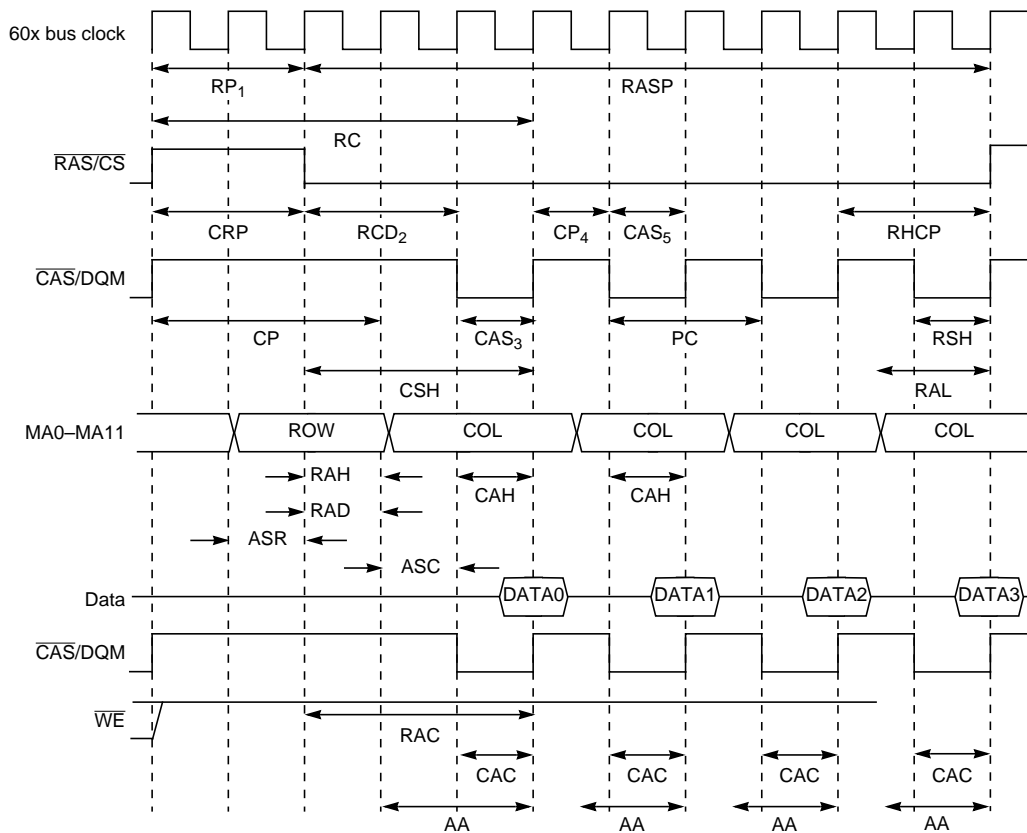 60x bus clock
RP1 RASP
RC
RAS/CS
CRP RCD2 CP4 CAS5 RHCP
CAS/DQM
CP CAS3 PC RSH
CSH RAL
MA0–MA11 ROW COL COL COL COL
RAH CAH CAH
RAD
ASR
ASC
Data DATA0 DATA1 DATA2 DATA3
CAS/DQM
WE
RAC
CAC CAC CAC CAC
AA AA AA AA